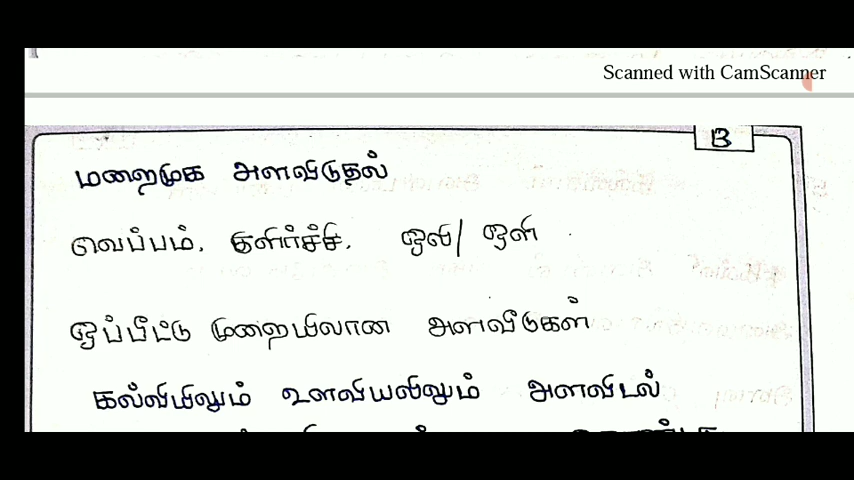 Scanned with CamScanner
B
மறைமுக அளவிடுதல்
வெப்பம், குளிர்ச்சி, ஒலி/ ஒளி
ஒப்பீட்டு முறையிலான அளவீடுகள்
கல்வியிலும் உளவியலிலும் அளவிடல்